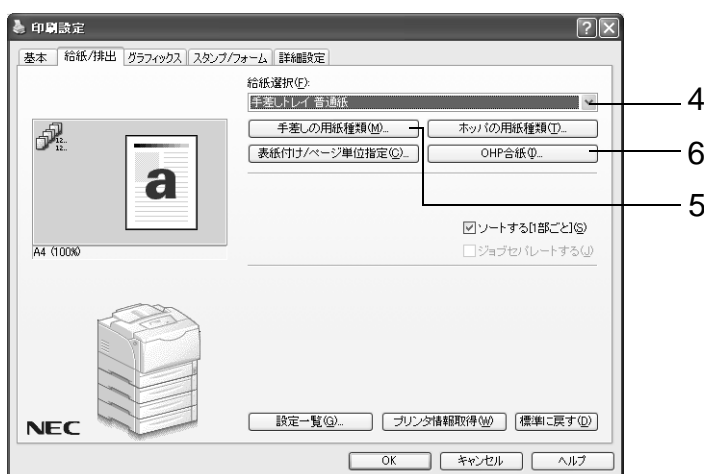 印刷設定
基本 給紙/排出 グラフィックス スタンプ/フォーム 詳細設定
給紙選択(F):
手差しトレイ 普通紙
4
手差しの用紙種類(M)... ホッパの用紙種類(T)...
表紙付け/ページ単位指定(C)... OHP合紙(I)...
6
5
12..
12..
a
ソートする[1部ごと](S)
ジョブセパレートする(J)
A4 (100%)
NEC
設定一覧(G)... プリンタ情報取得(W) 標準に戻す(D)
OK キャンセル ヘルプ